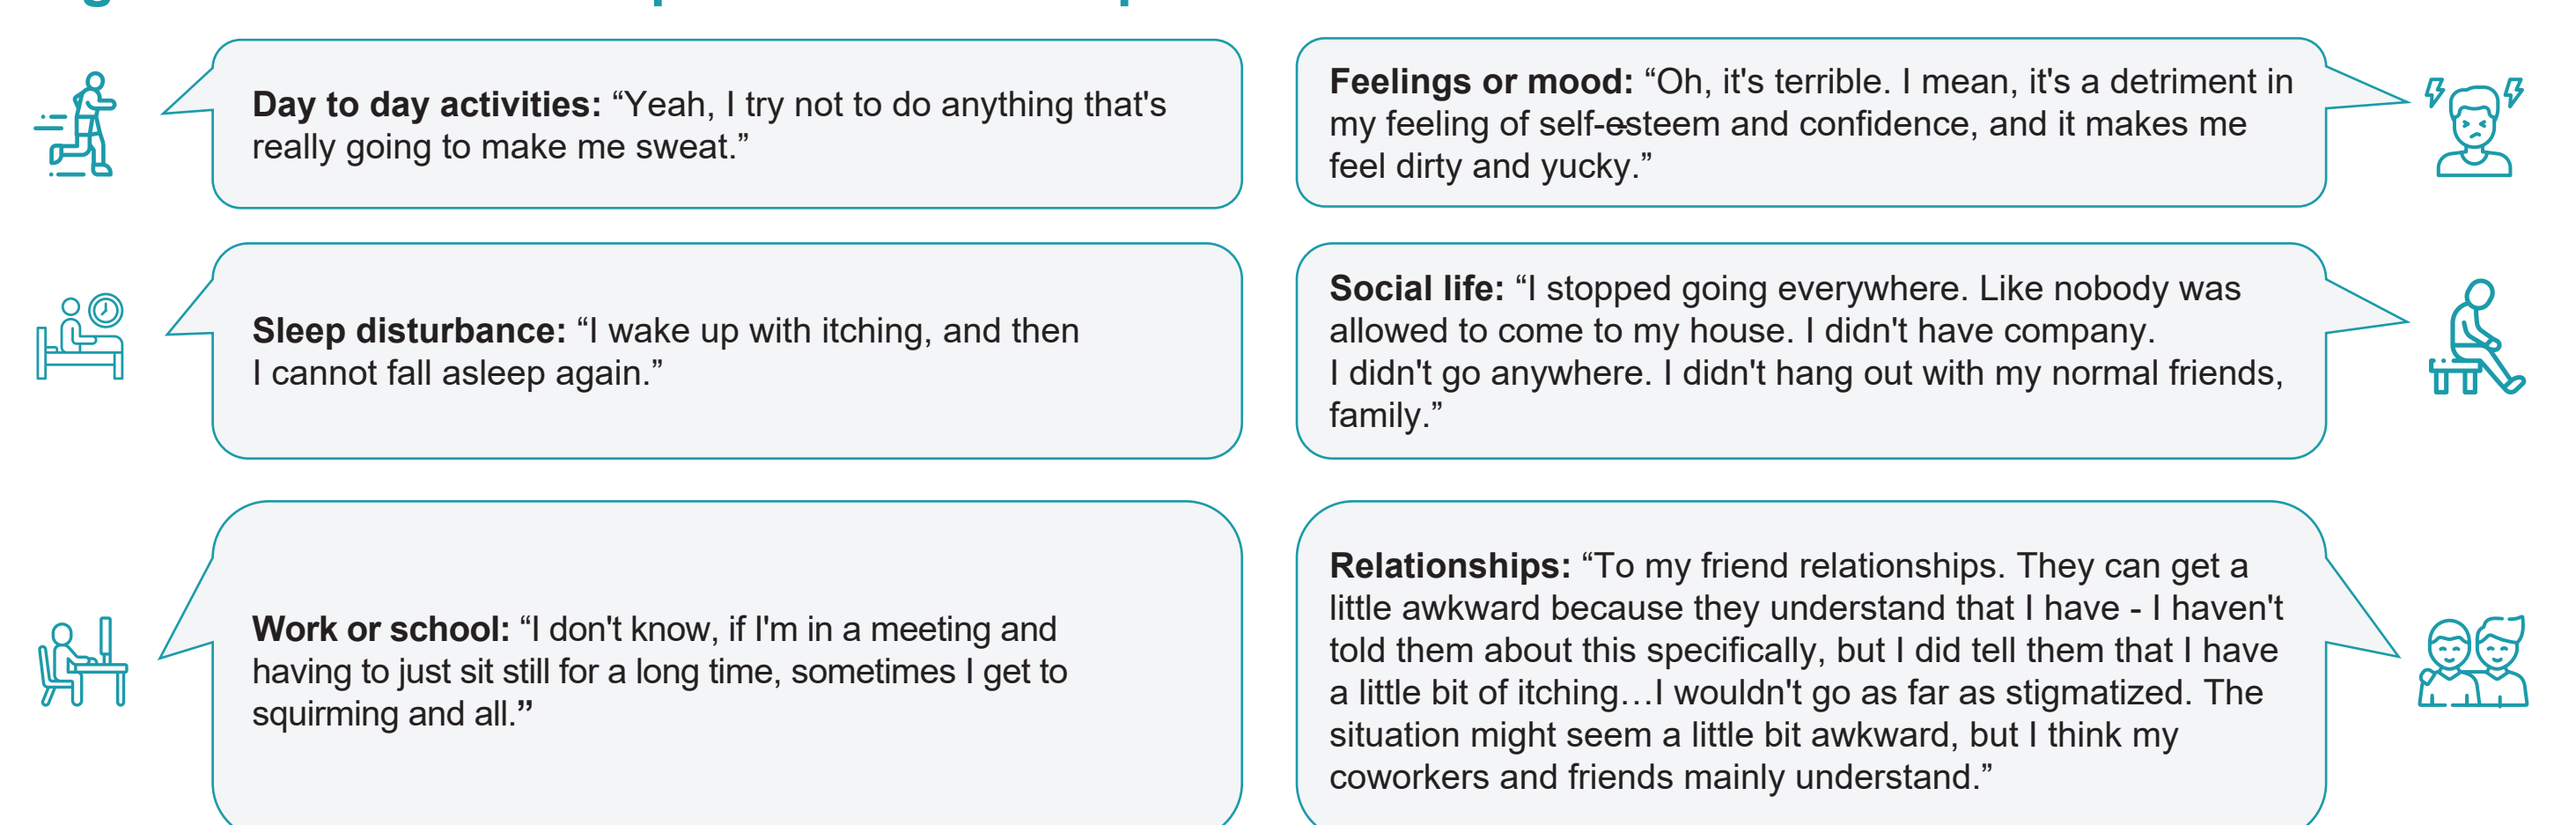 Day to day activities: “Yeah, I try not to do anything that's
really going to make me sweat.”
Feelings or mood: “Oh, it's terrible. I mean, it's a detriment in
my feeling of self-esteem and confidence, and it makes me
feel dirty and yucky.”
Sleep disturbance: “I wake up with itching, and then
I cannot fall asleep again.”
Social life: “I stopped going everywhere. Like nobody was
allowed to come to my house. I didn't have company.
I didn't go anywhere. I didn't hang out with my normal friends,
family.”
Work or school: “I don't know, if I'm in a meeting and
having to just sit still for a long time, sometimes I get to
squirming and all.”
Relationships: “To my friend relationships. They can get a
little awkward because they understand that I have - I haven't
told them about this specifically, but I did tell them that I have
a little bit of itching…I wouldn't go as far as stigmatized. The
situation might seem a little bit awkward, but I think my
coworkers and friends mainly understand.”